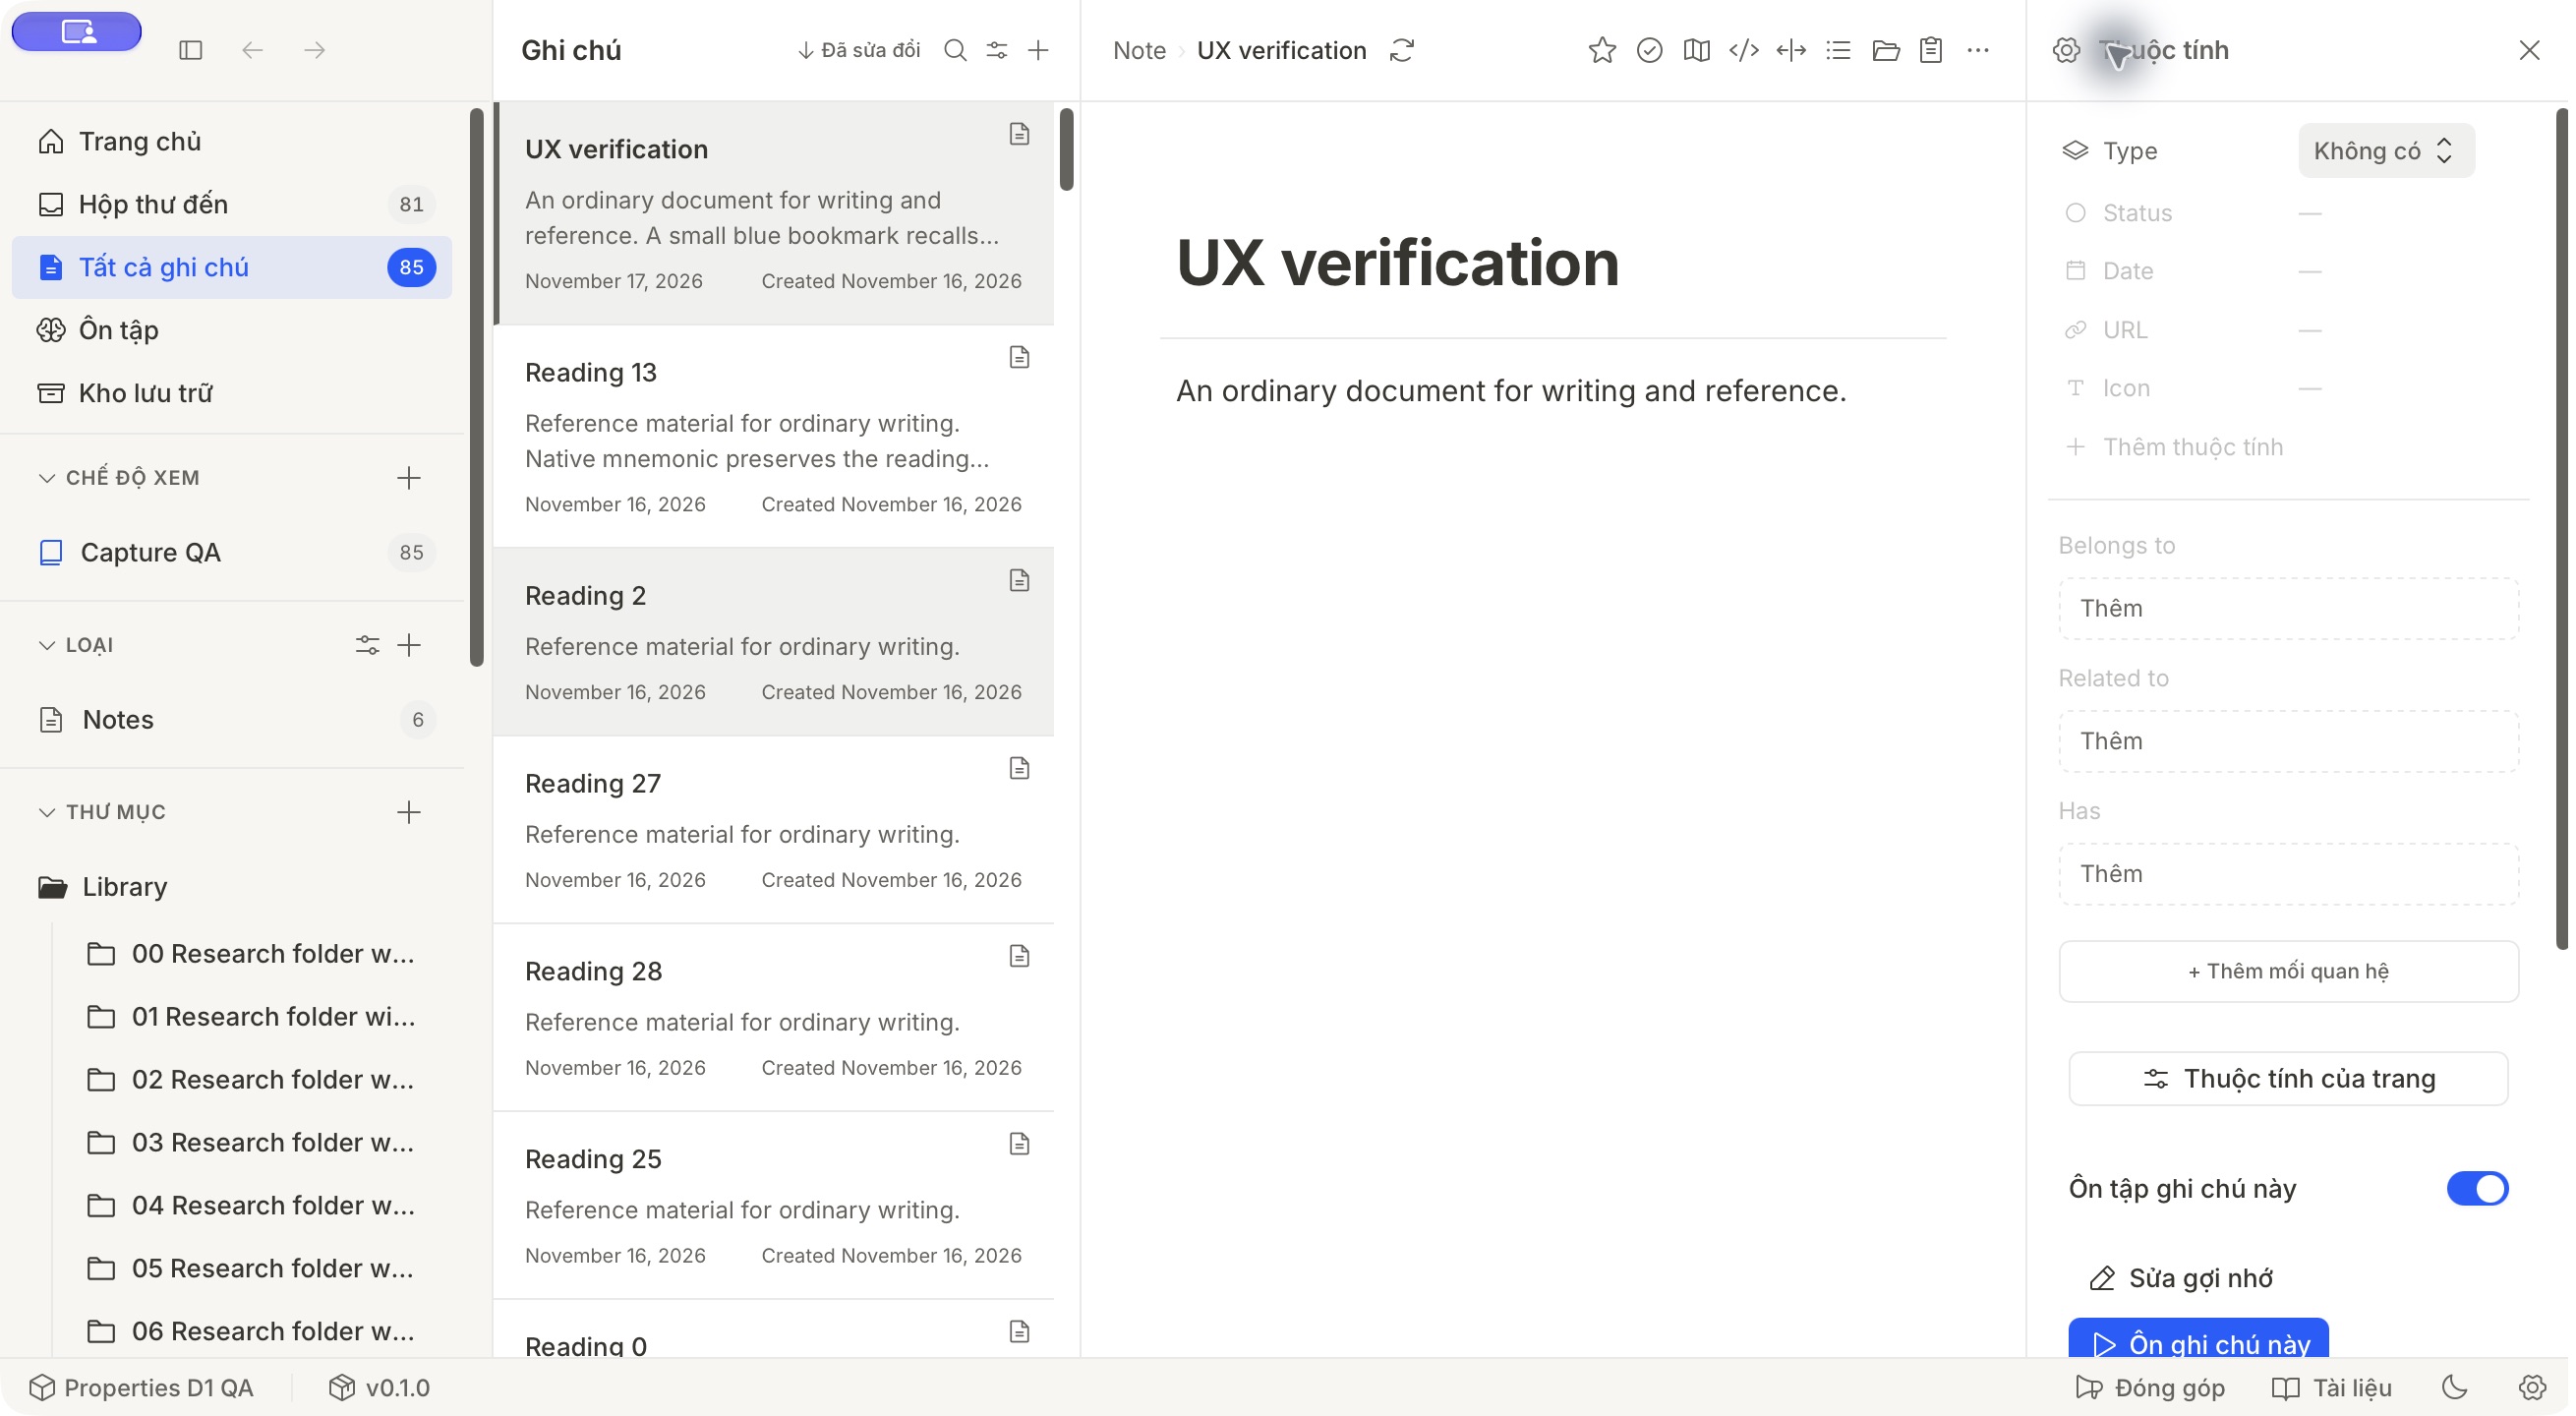 Trang chủ
Hộp thư đến 81
Tất cả ghi chú 85
Ôn tập
Kho lưu trữ
CHẾ ĐỘ XEM
Capture QA 85
LOẠI
Notes 6
THƯ MỤC
Library
00 Research folder w...
01 Research folder wi...
02 Research folder w...
03 Research folder w...
04 Research folder w...
05 Research folder w...
06 Research folder w...
Ghi chú Đã sửa đổi
UX verification
An ordinary document for writing and
reference. A small blue bookmark recalls...
November 17, 2026 Created November 16, 2026
Reading 13
Reference material for ordinary writing.
Native mnemonic preserves the reading...
November 16, 2026 Created November 16, 2026
Reading 2
Reference material for ordinary writing.
November 16, 2026 Created November 16, 2026
Reading 27
Reference material for ordinary writing.
November 16, 2026 Created November 16, 2026
Reading 28
Reference material for ordinary writing.
November 16, 2026 Created November 16, 2026
Reading 25
Reference material for ordinary writing.
November 16, 2026 Created November 16, 2026
Reading 0
Note › UX verification
UX verification
An ordinary document for writing and reference.
tính
Type Không có
Status —
Date —
URL —
Icon —
Thêm thuộc tính
Belongs to
Thêm
Related to
Thêm
Has
Thêm
+ Thêm mối quan hệ
Thuộc tính của trang
Ôn tập ghi chú này
Sửa gợi nhớ
Ôn ghi chú này
Properties D1 QA v0.1.0
Đóng góp Tài liệu